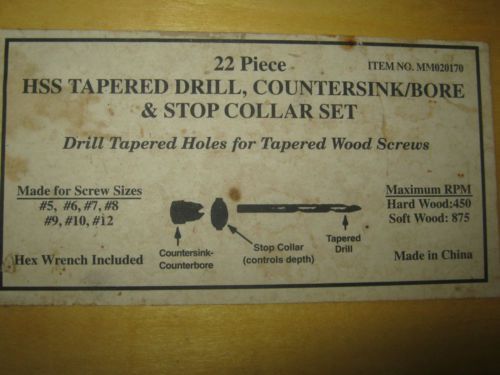 22 Piece
ITEM NO. MM020170
HSS TAPERED DRILL, COUNTERSINK/BORE
& STOP COLLAR SET
Drill Tapered Holes for Tapered Wood Screws
Made for Screw Sizes
#5, #6, #7, #8
#9, #10, #12
Hex Wrench Included
Countersink-
Counterbore
Stop Collar
(controls depth)
Tapered
Drill
Maximum RPM
Hard Wood:450
Soft Wood: 875
Made in China